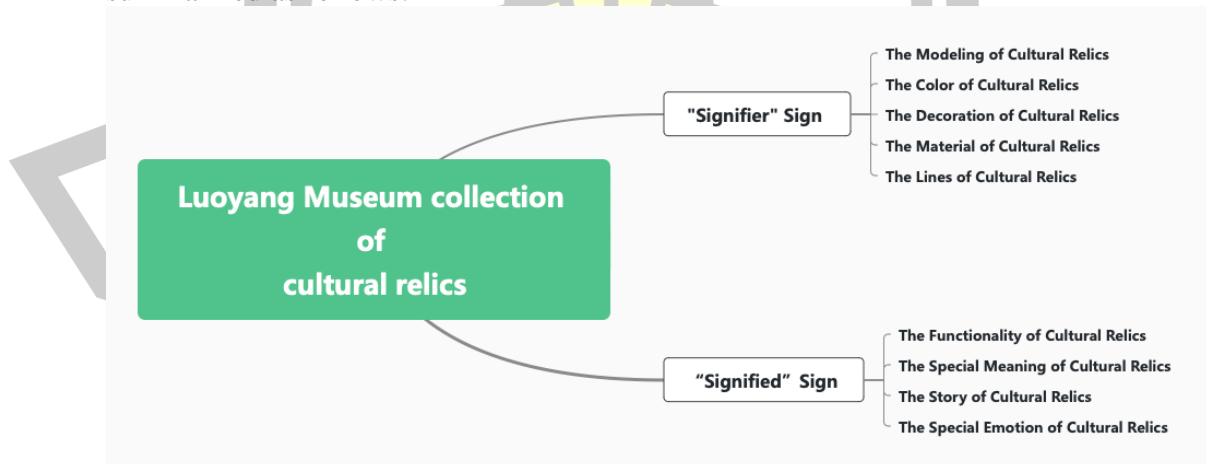 Luoyang Museum collection
of
cultural relics
"Signifier" Sign
The Modeling of Cultural Relics
The Color of Cultural Relics
The Decoration of Cultural Relics
The Material of Cultural Relics
The Lines of Cultural Relics
“Signified” Sign
The Functionality of Cultural Relics
The Special Meaning of Cultural Relics
The Story of Cultural Relics
The Special Emotion of Cultural Relics